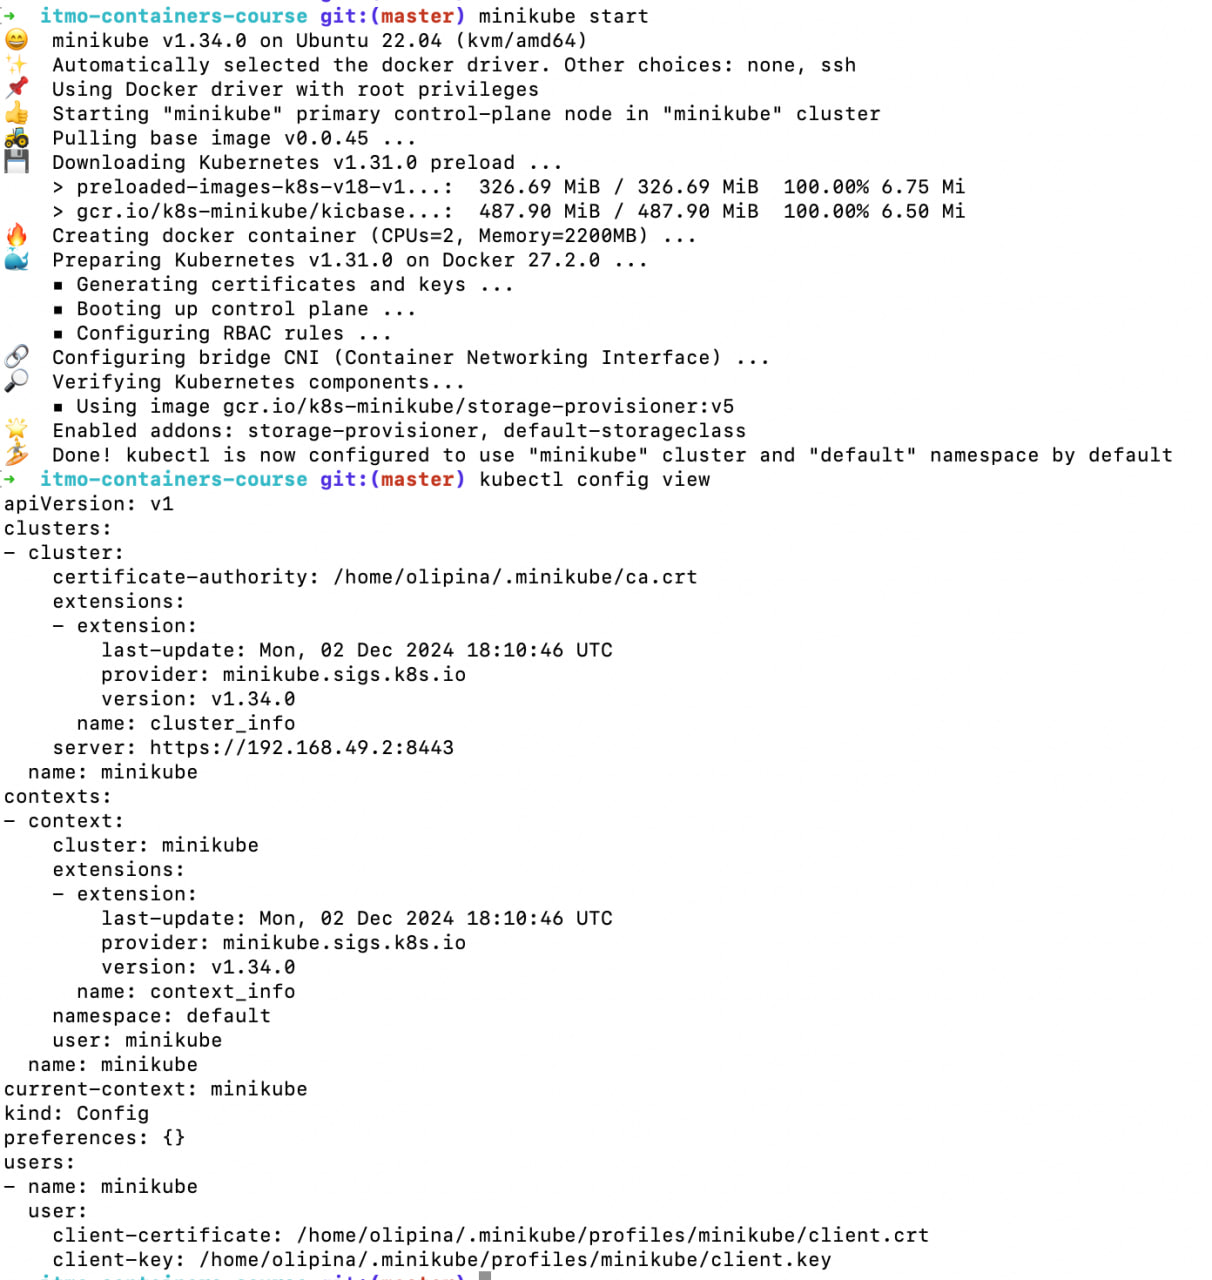 ➜ itmo-containers-course git:(master) minikube start
😄 minikube v1.34.0 on Ubuntu 22.04 (kvm/amd64)
✨ Automatically selected the docker driver. Other choices: none, ssh
📌 Using Docker driver with root privileges
👍 Starting "minikube" primary control-plane node in "minikube" cluster
🚜 Pulling base image v0.0.45 ...
💾 Downloading Kubernetes v1.31.0 preload ...
> preloaded-images-k8s-v18-v1...: 326.69 MiB / 326.69 MiB 100.00% 6.75 Mi
> gcr.io/k8s-minikube/kicbase...: 487.90 MiB / 487.90 MiB 100.00% 6.50 Mi
🔥 Creating docker container (CPUs=2, Memory=2200MB) ...
🐳 Preparing Kubernetes v1.31.0 on Docker 27.2.0 ...
▪ Generating certificates and keys ...
▪ Booting up control plane ...
▪ Configuring RBAC rules ...
🔗 Configuring bridge CNI (Container Networking Interface) ...
🔎 Verifying Kubernetes components...
▪ Using image gcr.io/k8s-minikube/storage-provisioner:v5
🌟 Enabled addons: storage-provisioner, default-storageclass
🏄 Done! kubectl is now configured to use "minikube" cluster and "default" namespace by default
➜ itmo-containers-course git:(master) kubectl config view
apiVersion: v1
clusters:
- cluster:
    certificate-authority: /home/olipina/.minikube/ca.crt
    extensions:
    - extension:
        last-update: Mon, 02 Dec 2024 18:10:46 UTC
        provider: minikube.sigs.k8s.io
        version: v1.34.0
      name: cluster_info
    server: https://192.168.49.2:8443
  name: minikube
contexts:
- context:
    cluster: minikube
    extensions:
    - extension:
        last-update: Mon, 02 Dec 2024 18:10:46 UTC
        provider: minikube.sigs.k8s.io
        version: v1.34.0
      name: context_info
    namespace: default
    user: minikube
  name: minikube
current-context: minikube
kind: Config
preferences: {}
users:
- name: minikube
  user:
    client-certificate: /home/olipina/.minikube/profiles/minikube/client.crt
    client-key: /home/olipina/.minikube/profiles/minikube/client.key